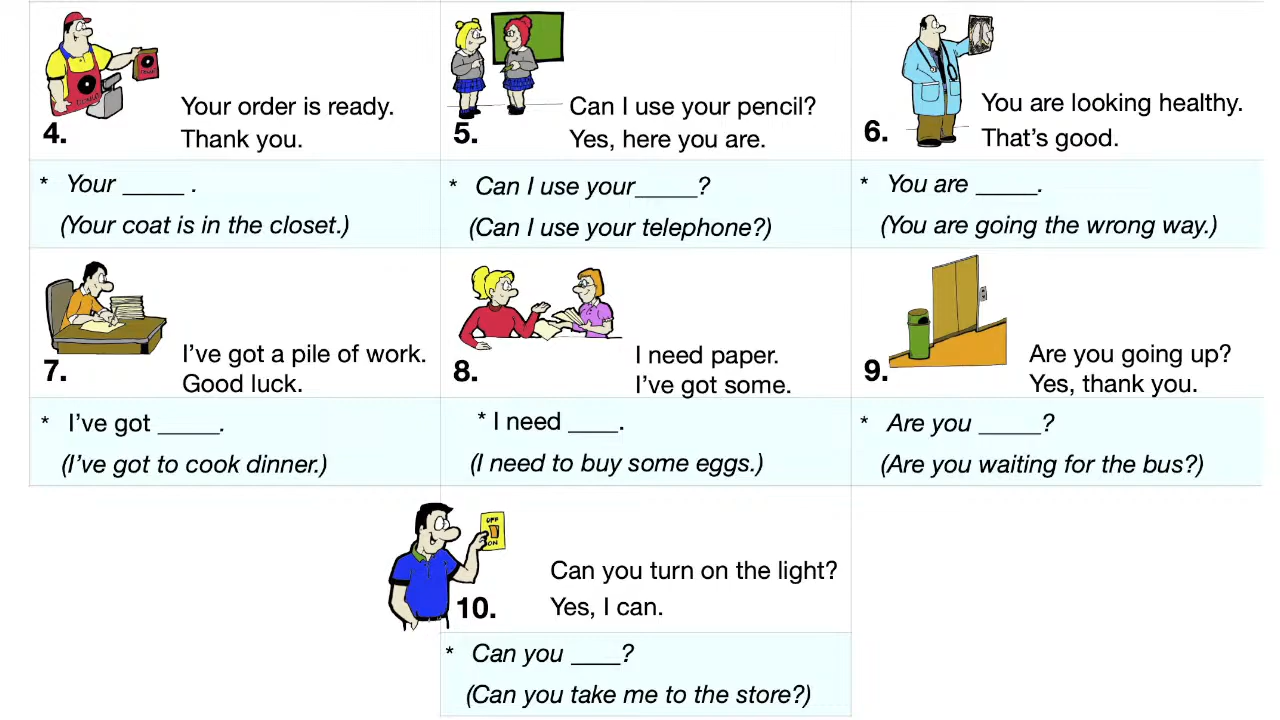 4.
Your order is ready.
Thank you.
* Your _____ .
(Your coat is in the closet.)
5.
Can I use your pencil?
Yes, here you are.
* Can I use your_____?
(Can I use your telephone?)
6.
You are looking healthy.
That's good.
* You are _____.
(You are going the wrong way.)
7.
I've got a pile of work.
Good luck.
* I've got _____.
(I've got to cook dinner.)
8.
I need paper.
I've got some.
* I need ____.
(I need to buy some eggs.)
9.
Are you going up?
Yes, thank you.
* Are you _____?
(Are you waiting for the bus?)
OFF
ON
10.
Can you turn on the light?
Yes, I can.
* Can you ____?
(Can you take me to the store?)